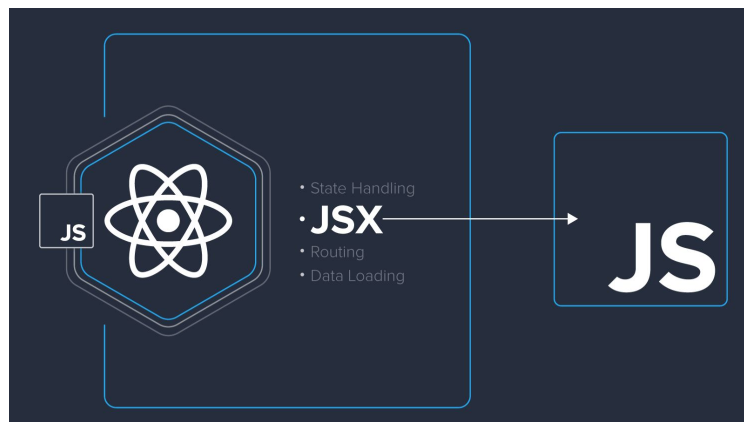 JS
• State Handling
• JSX
• Routing
• Data Loading
JS